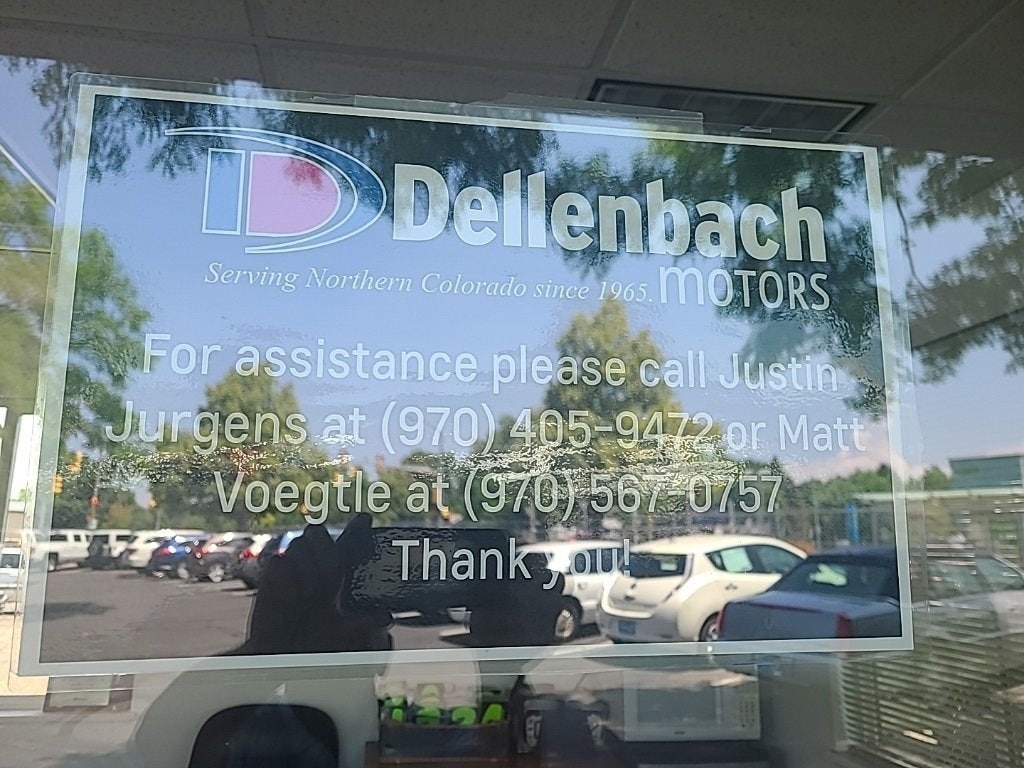 Dellenbach
MOTORS
Serving Northern Colorado since 1965.
For assistance please call Justin
Jurgens at (970) 405-9472 or Matt
Voegtle at (970) 567-0757
Thank you!